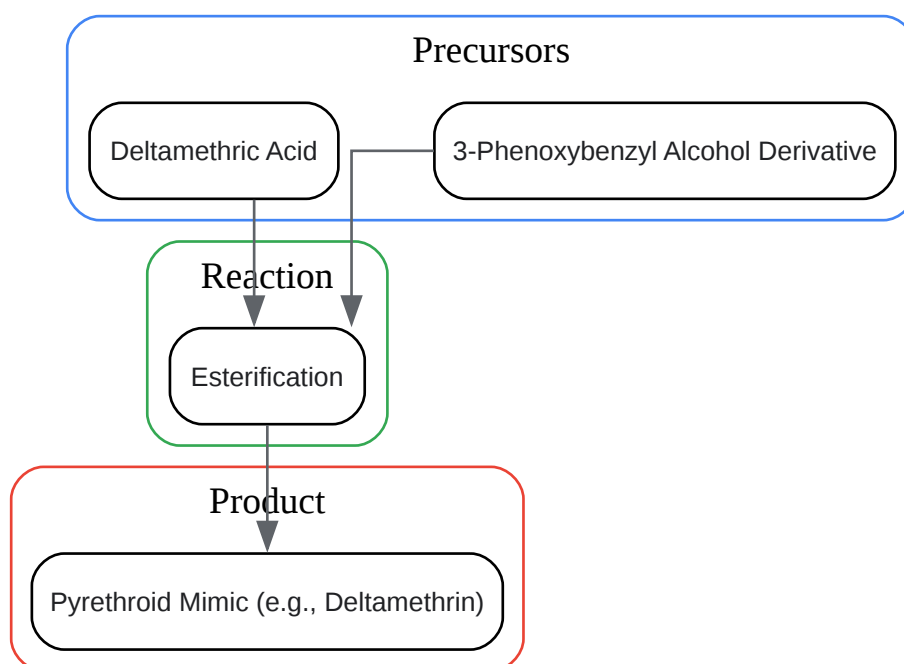 Precursors
Deltamethric Acid
3-Phenoxybenzyl Alcohol Derivative
Reaction
Esterification
Product
Pyrethroid Mimic (e.g., Deltamethrin)